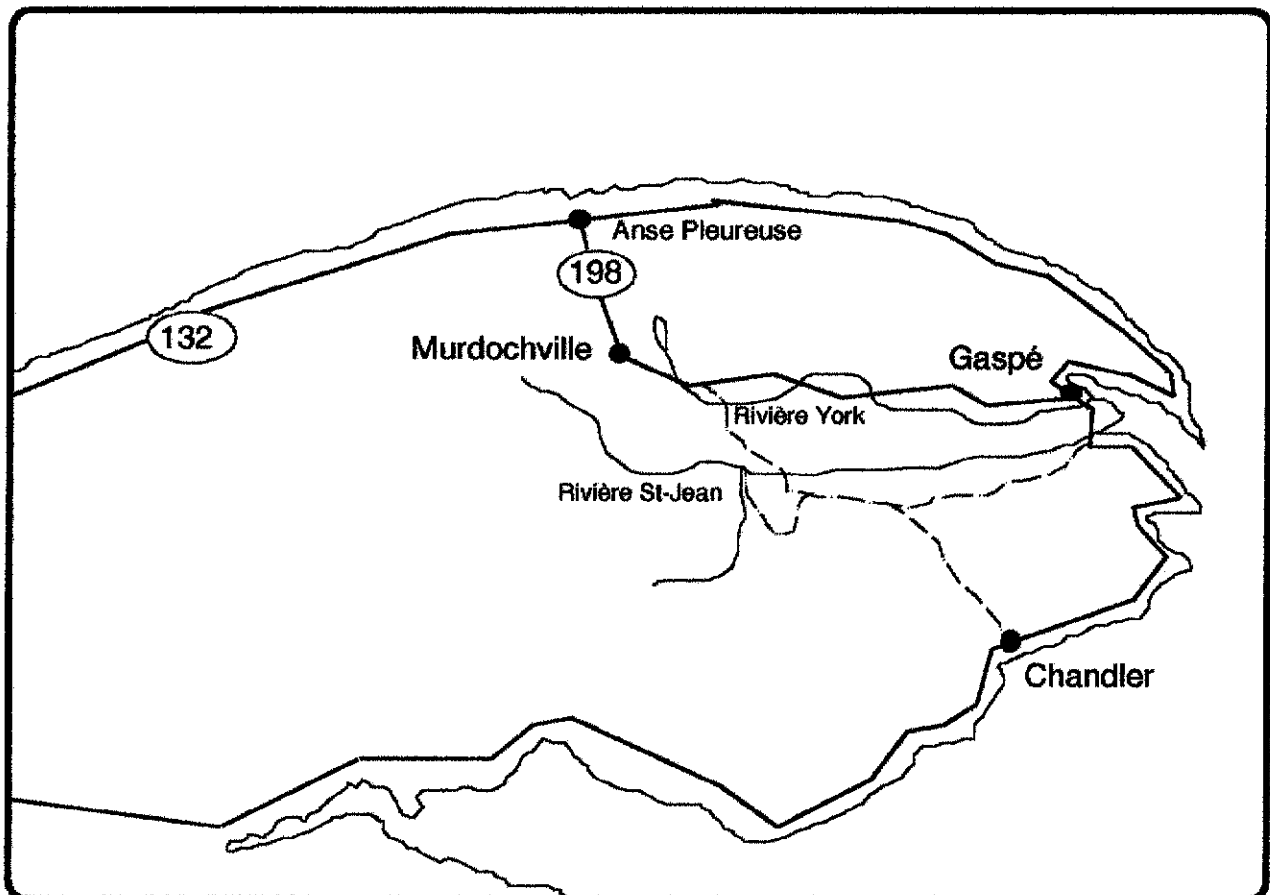 Anse Pleureuse
198
132
Murdochville
Gaspé
Rivière York
Rivière St-Jean
Chandler